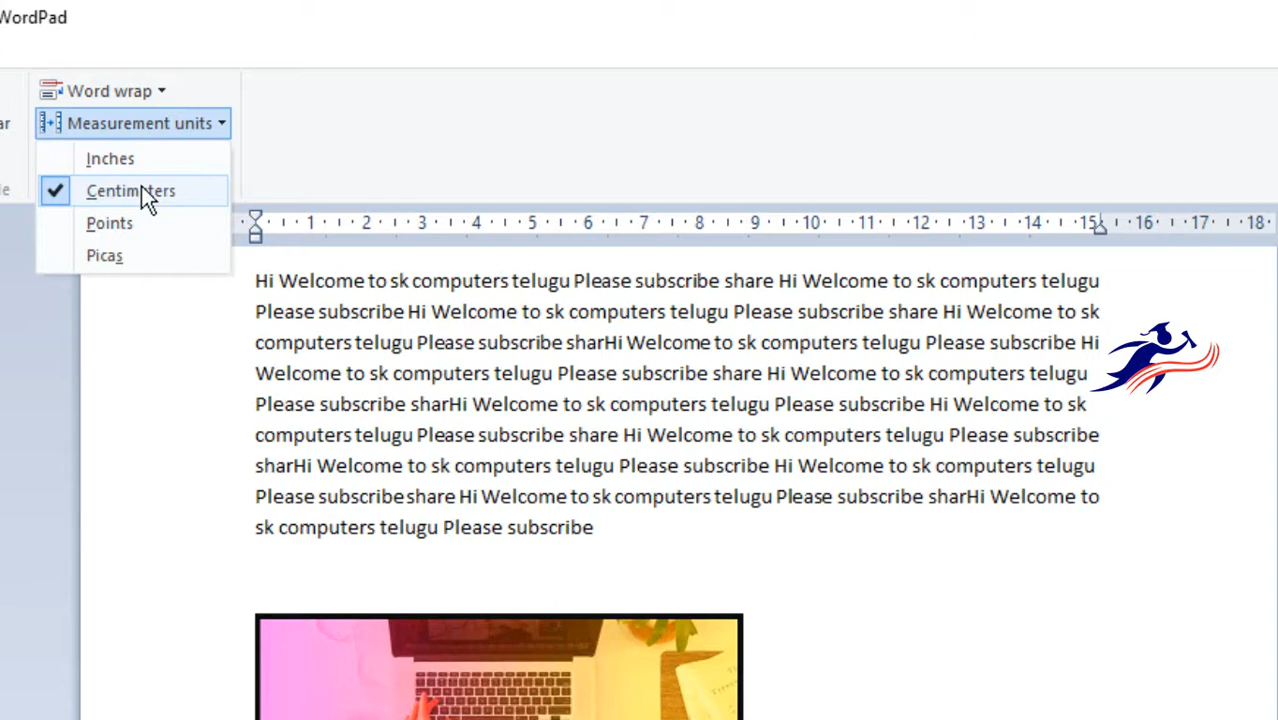 WordPad
Word wrap
ar
Measurement units
Inches
le
Centimeters
Points
Picas
1 2 3 4 5 6 7 8 9 10 11 12 13 14 15 16 17 18
Hi Welcome to sk computers telugu Please subscribe share Hi Welcome to sk computers telugu
Please subscribe Hi Welcome to sk computers telugu Please subscribe share Hi Welcome to sk
computers telugu Please subscribe sharHi Welcome to sk computers telugu Please subscribe Hi
Welcome to sk computers telugu Please subscribe share Hi Welcome to sk computers telugu
Please subscribe sharHi Welcome to sk computers telugu Please subscribe Hi Welcome to sk
computers telugu Please subscribe share Hi Welcome to sk computers telugu Please subscribe
sharHi Welcome to sk computers telugu Please subscribe Hi Welcome to sk computers telugu
Please subscribe share Hi Welcome to sk computers telugu Please subscribe sharHi Welcome to
sk computers telugu Please subscribe